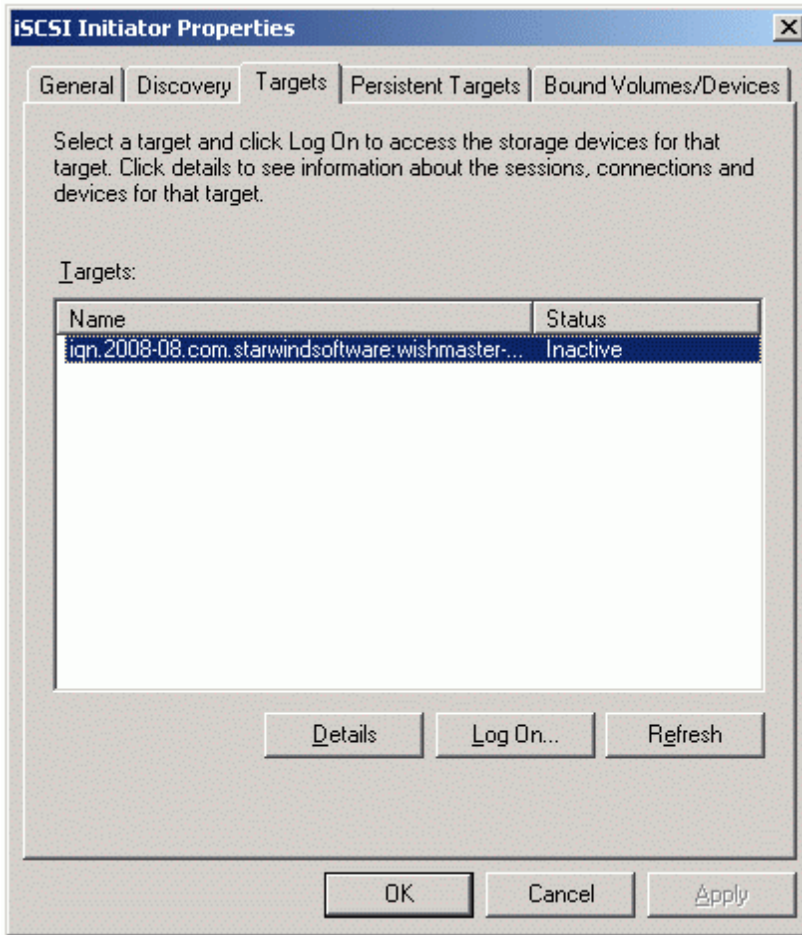 iSCSI Initiator Properties
General Discovery Targets Persistent Targets Bound Volumes/Devices
Select a target and click Log On to access the storage devices for that
target. Click details to see information about the sessions, connections and
devices for that target.
Targets:
Name Status
iqn.2008-08.com.starwindsoftware:wishmaster-... Inactive
Details Log On... Refresh
OK Cancel Apply